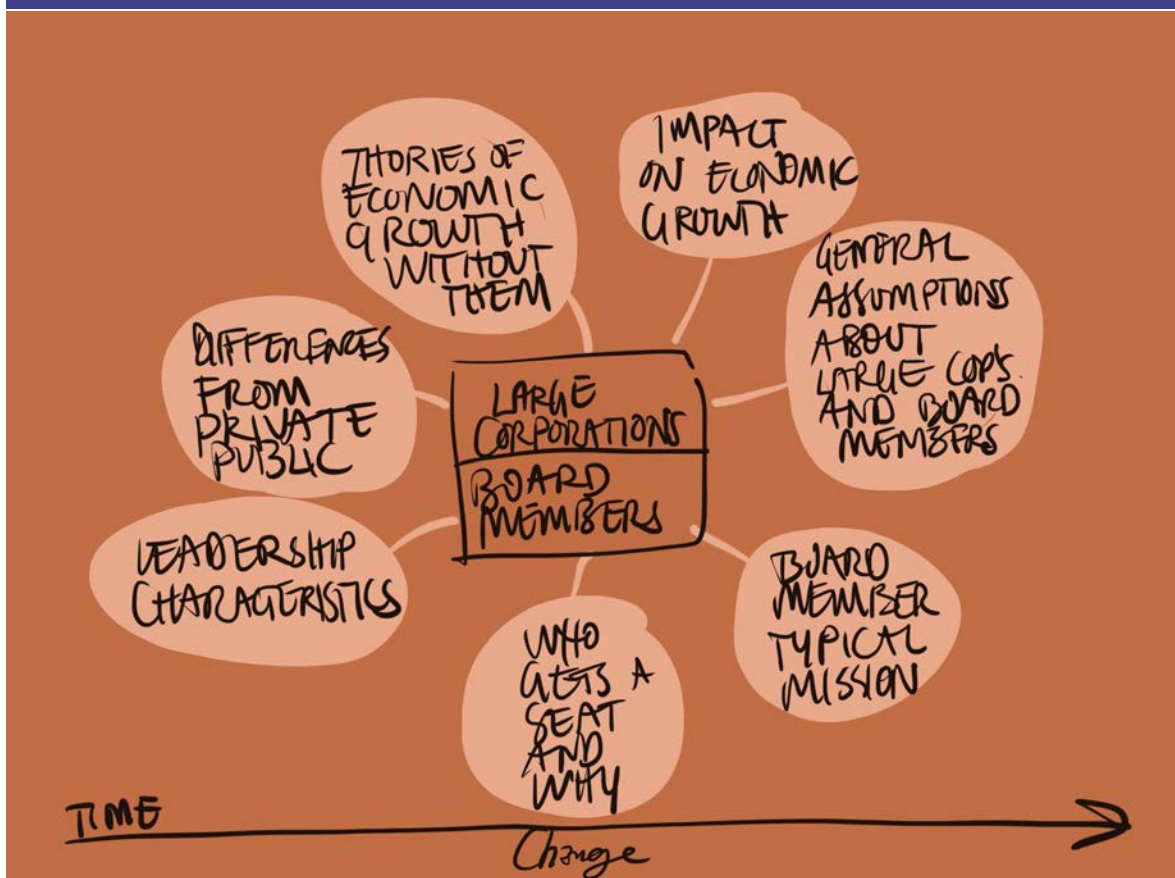 THORIES OF
ECONOMIC
GROWTH
WITHOUT
THEM
IMPACT
ON ECONOMIC
GROWTH
GENERAL
ASSUMPTIONS
ABOUT
LARGE COP'S.
AND BOARD
MEMBERS
DIFFERENCES
FROM
PRIVATE
PUBLIC
LARGE
CORPORATIONS
BOARD
MEMBERS
LEADERSHIP
CHARACTERISTICS
WHO
GETS A
SEAT
AND
WHY
BOARD
MEMBER
TYPICAL
MISSION
TIME
Change